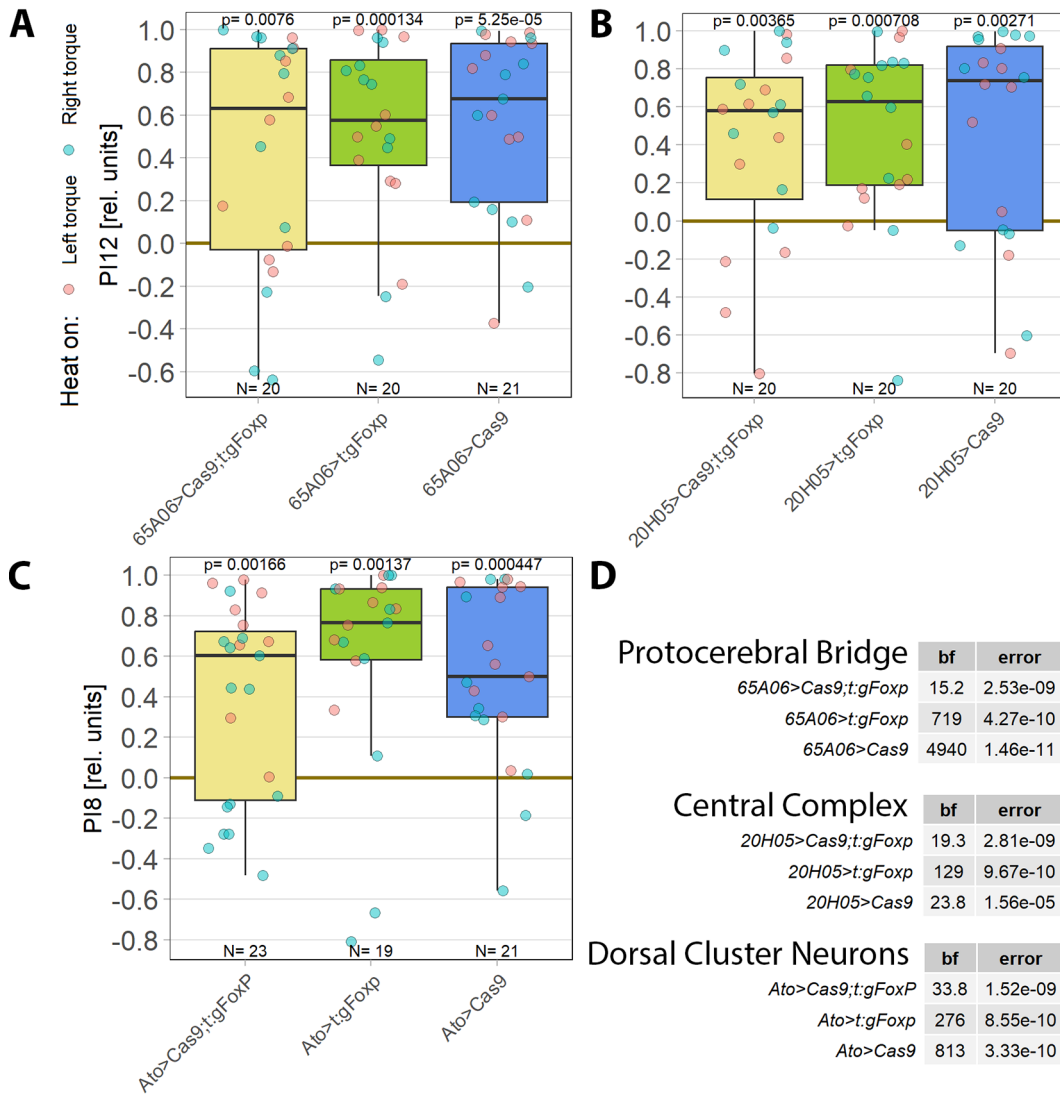 A
Heat on: Left torque Right torque
PI12 [rel. units]
p= 0.0076 p= 0.000134 p= 5.25e-05
1.0
0.8
0.6
0.4
0.2
0.0
-0.2
-0.4
-0.6
N= 20 N= 20 N= 21
65A06>Cas9;t:gFoxp
65A06>t:gFoxp
65A06>Cas9
B
p= 0.00365 p= 0.000708 p= 0.00271
1.0
0.8
0.6
0.4
0.2
0.0
-0.2
-0.4
-0.6
-0.8
N= 20 N= 20 N= 20
20H05>Cas9;t:gFoxp
20H05>t:gFoxp
20H05>Cas9
C
PI8 [rel. units]
p= 0.00166 p= 0.00137 p= 0.000447
1.0
0.8
0.6
0.4
0.2
0.0
-0.2
-0.4
-0.6
-0.8
N= 23 N= 19 N= 21
Ato>Cas9;t:gFoxP
Ato>t:gFoxp
Ato>Cas9
D
Protocerebral Bridge bf error
65A06>Cas9;t:gFoxp 15.2 2.53e-09
65A06>t:gFoxp 719 4.27e-10
65A06>Cas9 4940 1.46e-11
Central Complex bf error
20H05>Cas9;t:gFoxp 19.3 2.81e-09
20H05>t:gFoxp 129 9.67e-10
20H05>Cas9 23.8 1.56e-05
Dorsal Cluster Neurons bf error
Ato>Cas9;t:gFoxP 33.8 1.52e-09
Ato>t:gFoxp 276 8.55e-10
Ato>Cas9 813 3.33e-10